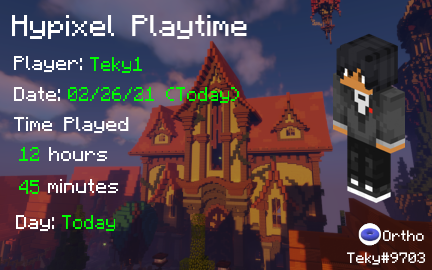 Hypixel Playtime
Player: Teky1
Date: 02/26/21 (Today)
Time Played
12 hours
45 minutes
Day: Today
Ortho
Teky#9703